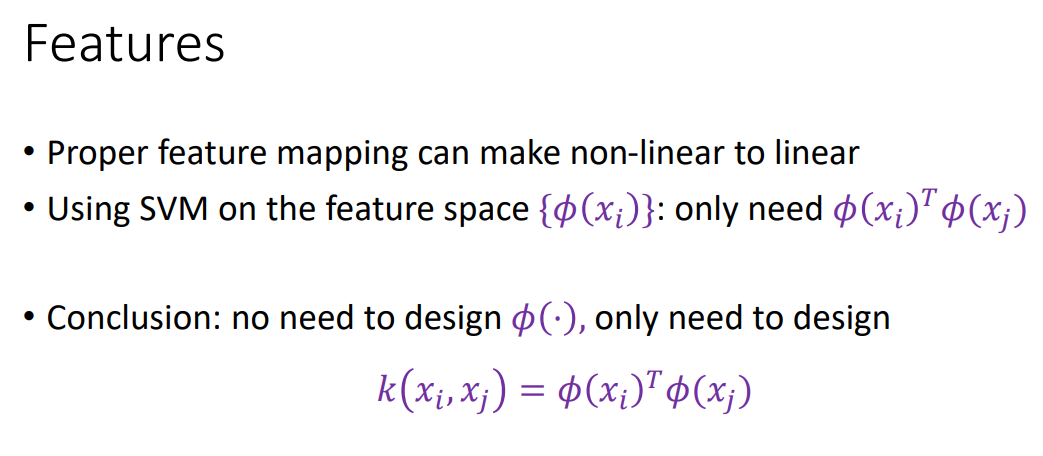 Features
• Proper feature mapping can make non-linear to linear
• Using SVM on the feature space {𝜙(𝑥ᵢ)}: only need 𝜙(𝑥ᵢ)ᵀ𝜙(𝑥ⱼ)
• Conclusion: no need to design 𝜙(⋅), only need to design
𝑘(𝑥ᵢ, 𝑥ⱼ) = 𝜙(𝑥ᵢ)ᵀ𝜙(𝑥ⱼ)